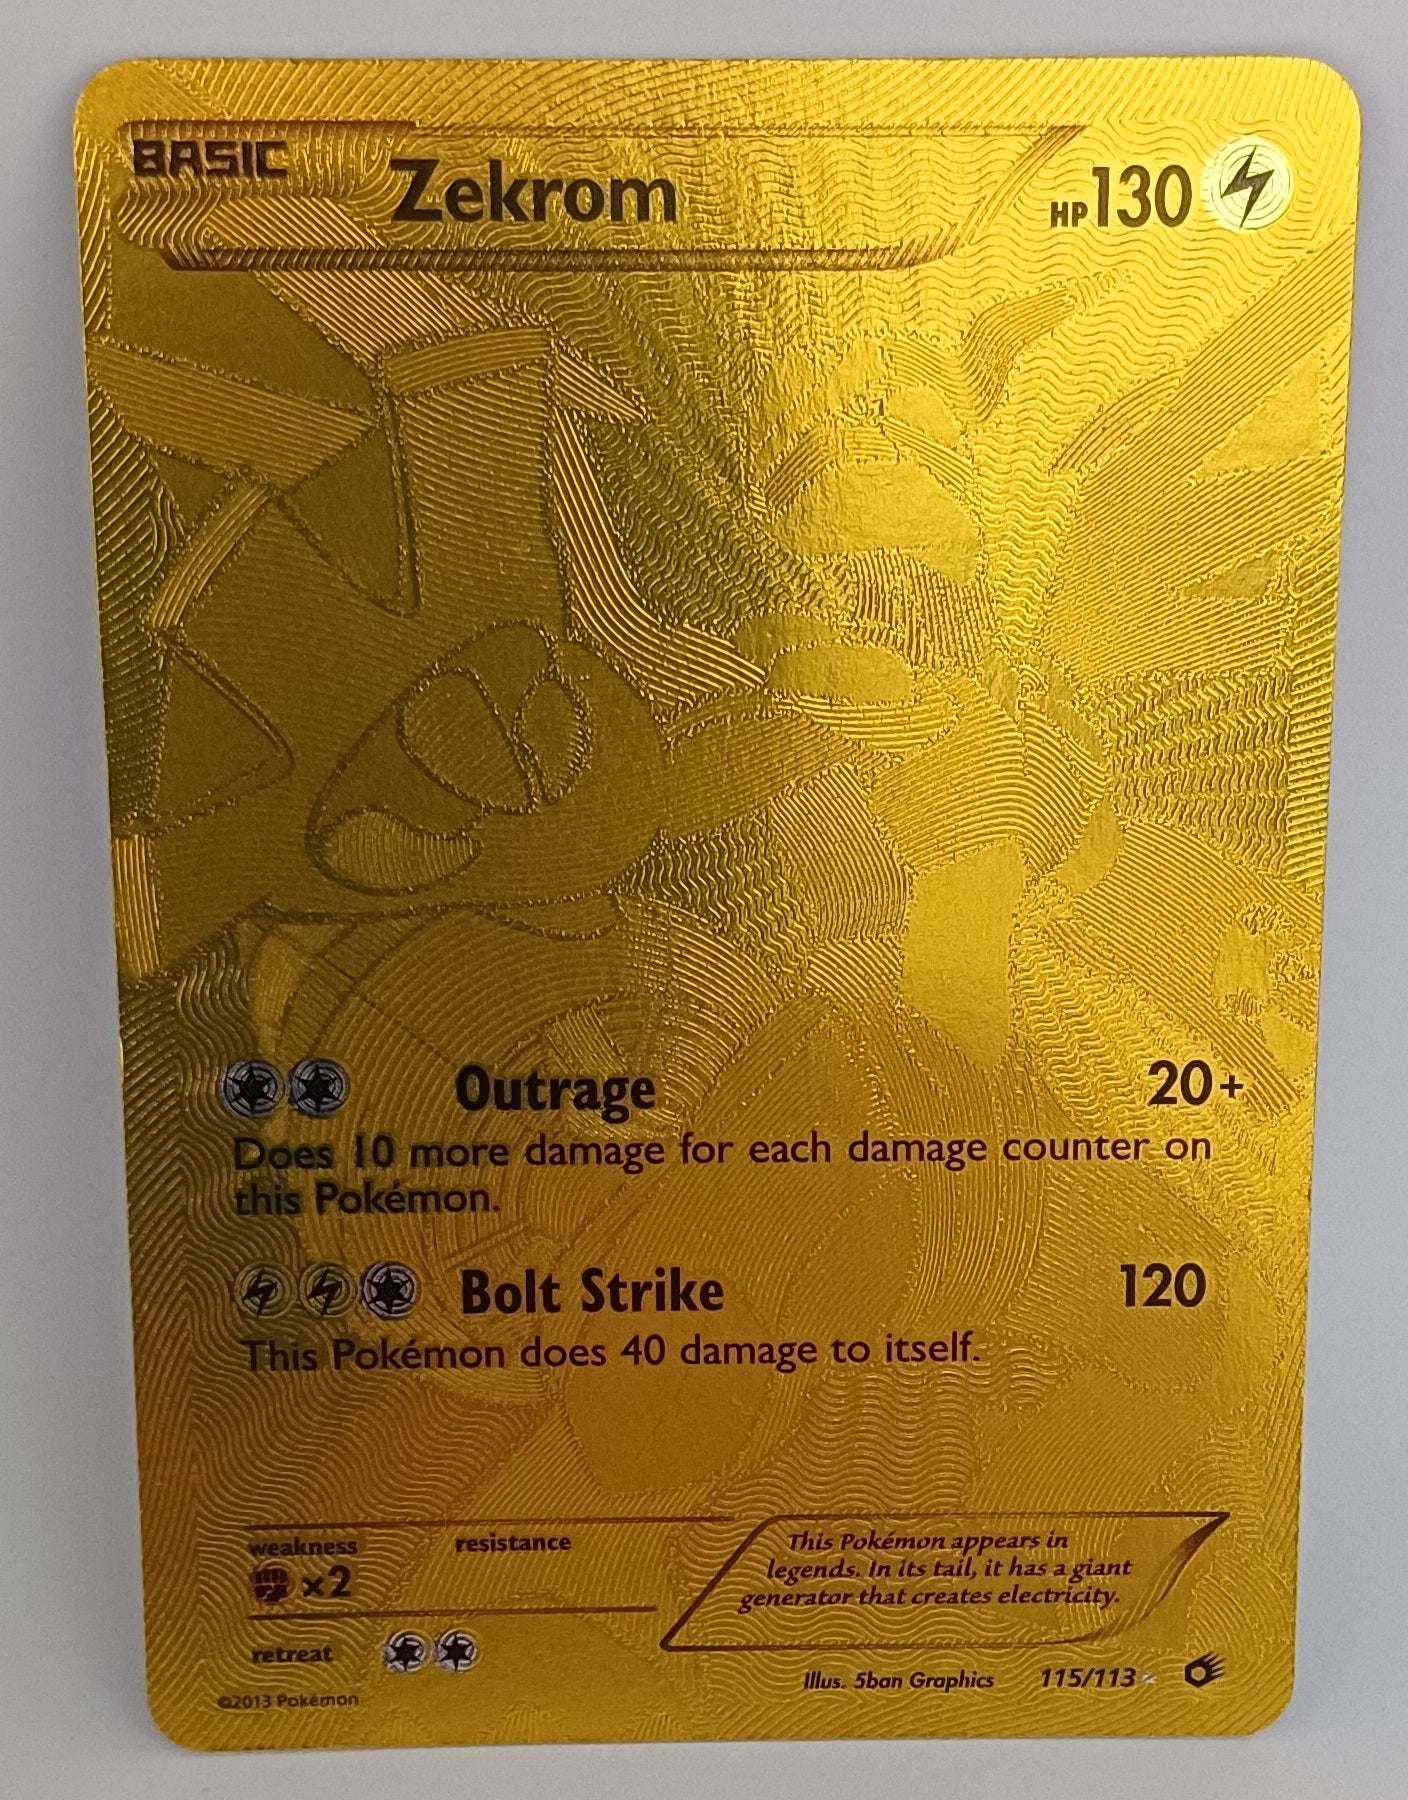 BASIC Zekrom HP130
Outrage 20+
Does 10 more damage for each damage counter on
this Pokémon.
Bolt Strike 120
This Pokémon does 40 damage to itself.
weakness resistance
×2
retreat
This Pokémon appears in
legends. In its tail, it has a giant
generator that creates electricity.
Illus. 5ban Graphics 115/113
©2013 Pokémon